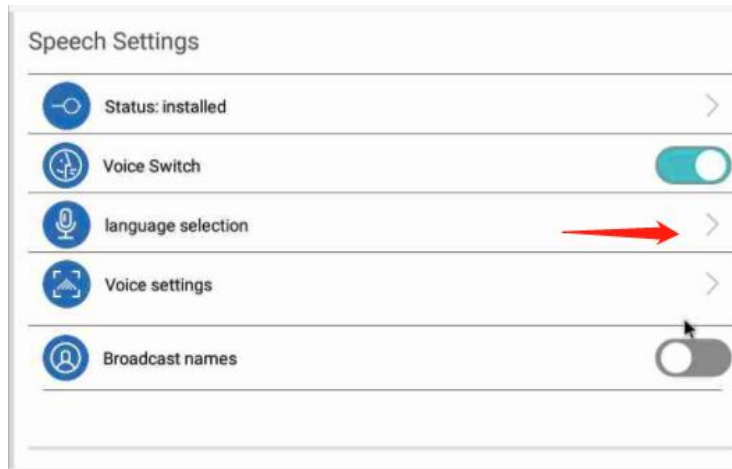 Speech Settings
Status: installed
Voice Switch
language selection
Voice settings
Broadcast names